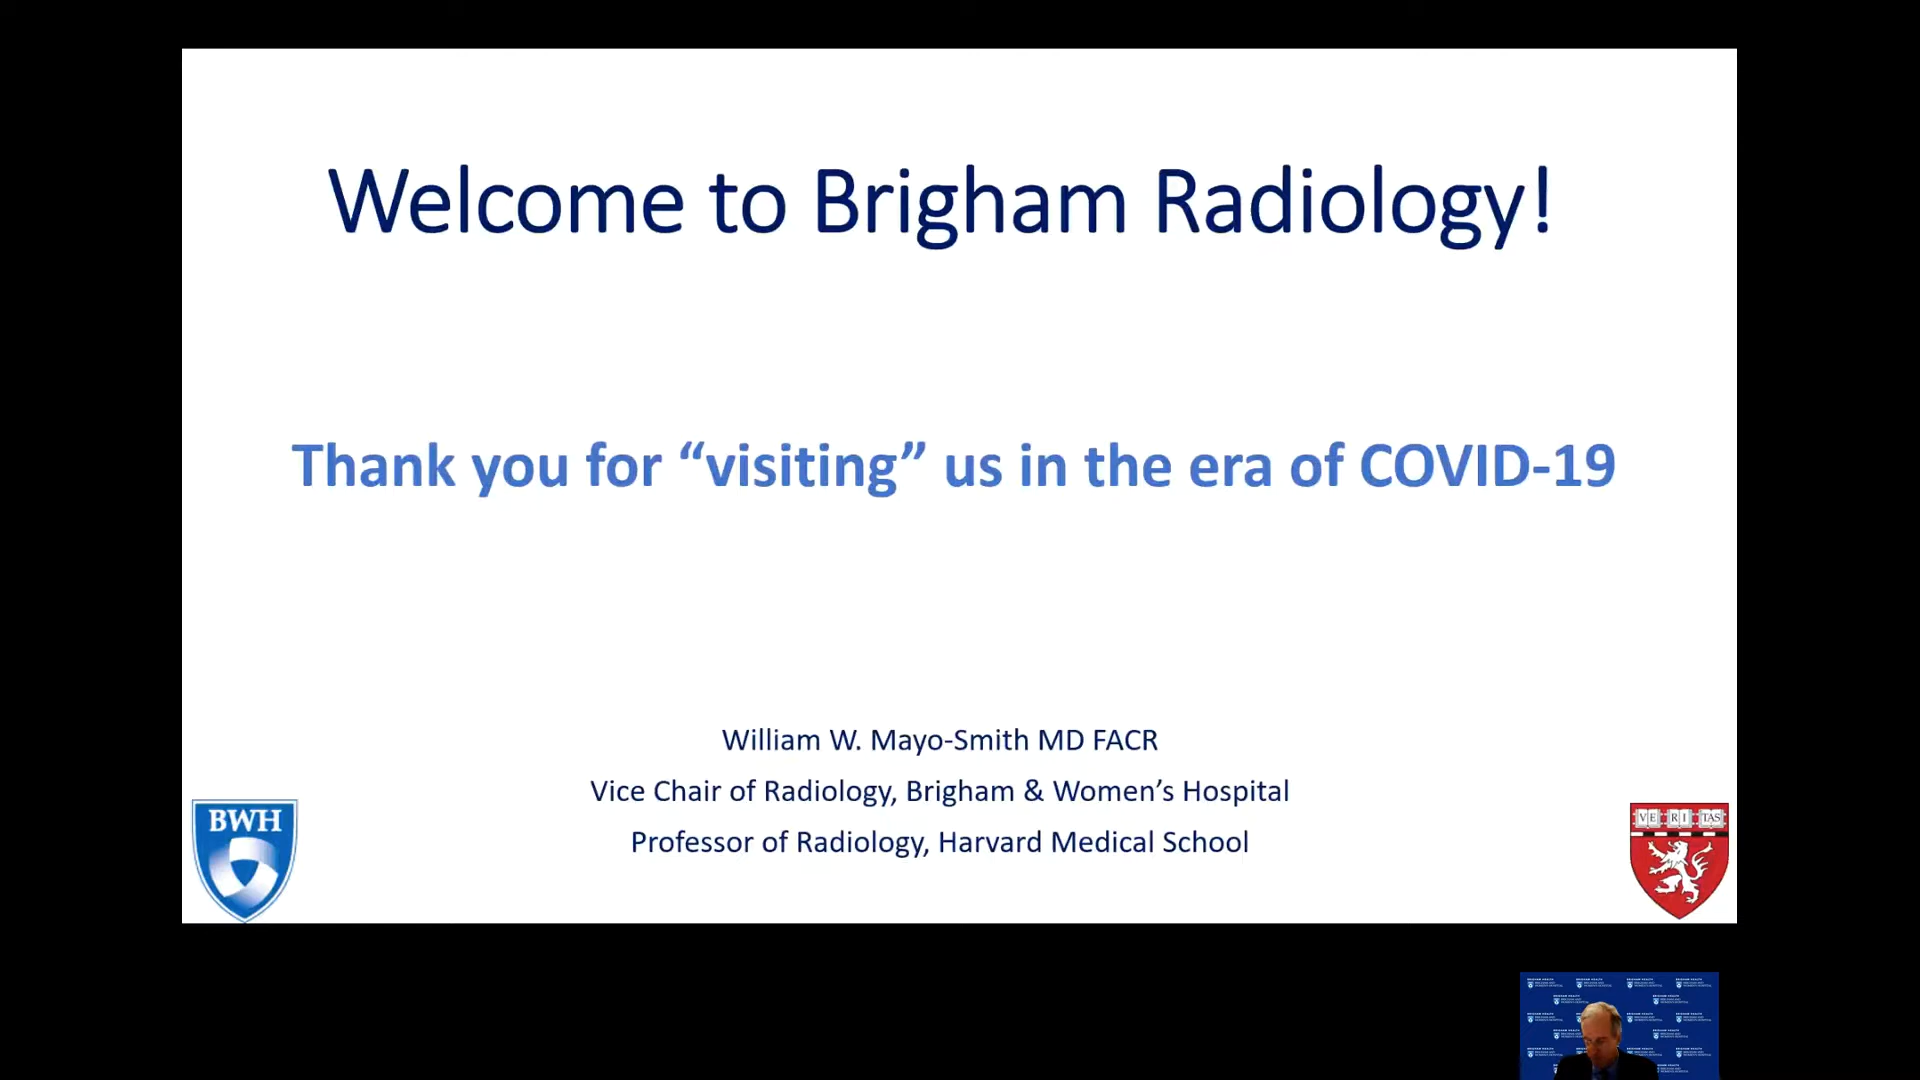 Welcome to Brigham Radiology!
Thank you for “visiting” us in the era of COVID-19
William W. Mayo-Smith MD FACR
Vice Chair of Radiology, Brigham & Women’s Hospital
Professor of Radiology, Harvard Medical School
BWH
VE RI TAS